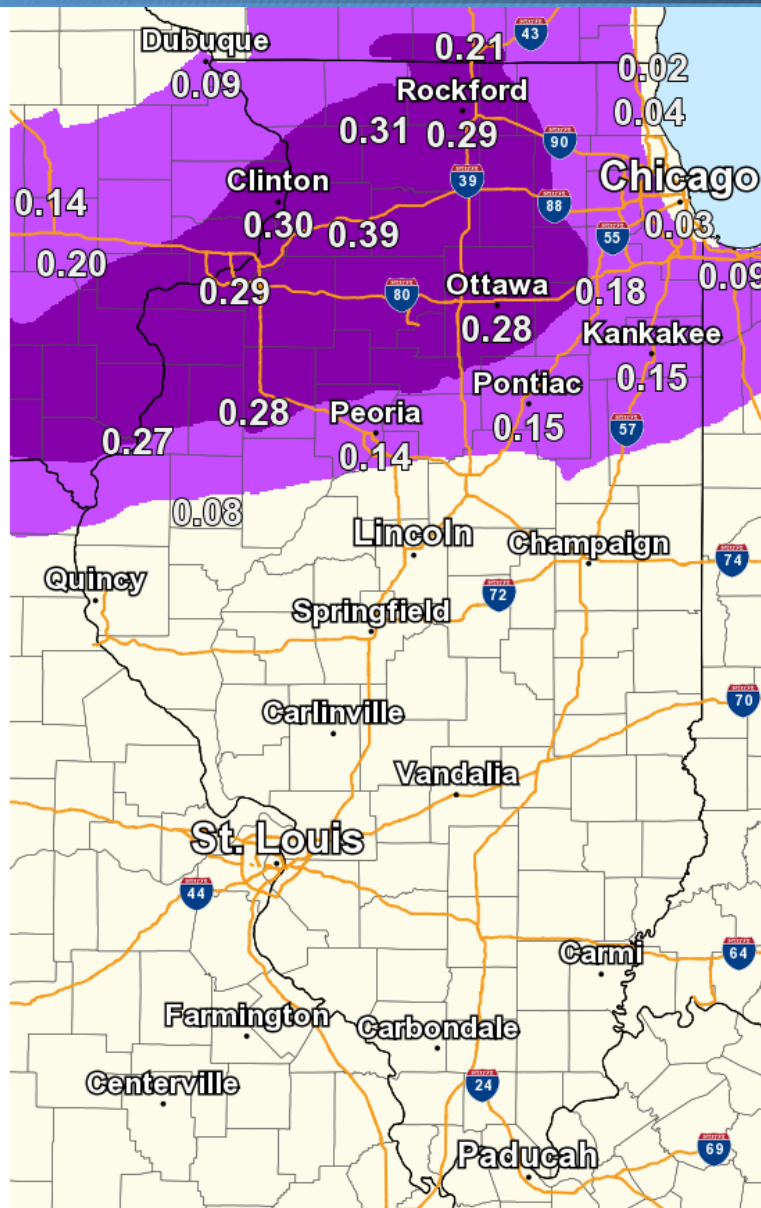 43
Dubuque
0.21
0.02
0.09
Rockford
0.04
0.31
0.29
90
Clinton
39
Chicago
0.14
88
0.30
0.39
0.03
55
0.20
0.09
0.29
80
Ottawa
0.18
0.28
Kankakee
0.15
Pontiac
0.28
Peoria
0.15
57
0.27
0.14
0.08
Lincoln
Champaign
74
Quincy
72
Springfield
70
Carlinville
Vandalia
St. Louis
44
Carmi
64
Farmington
Carbondale
Centerville
24
69
Paducah